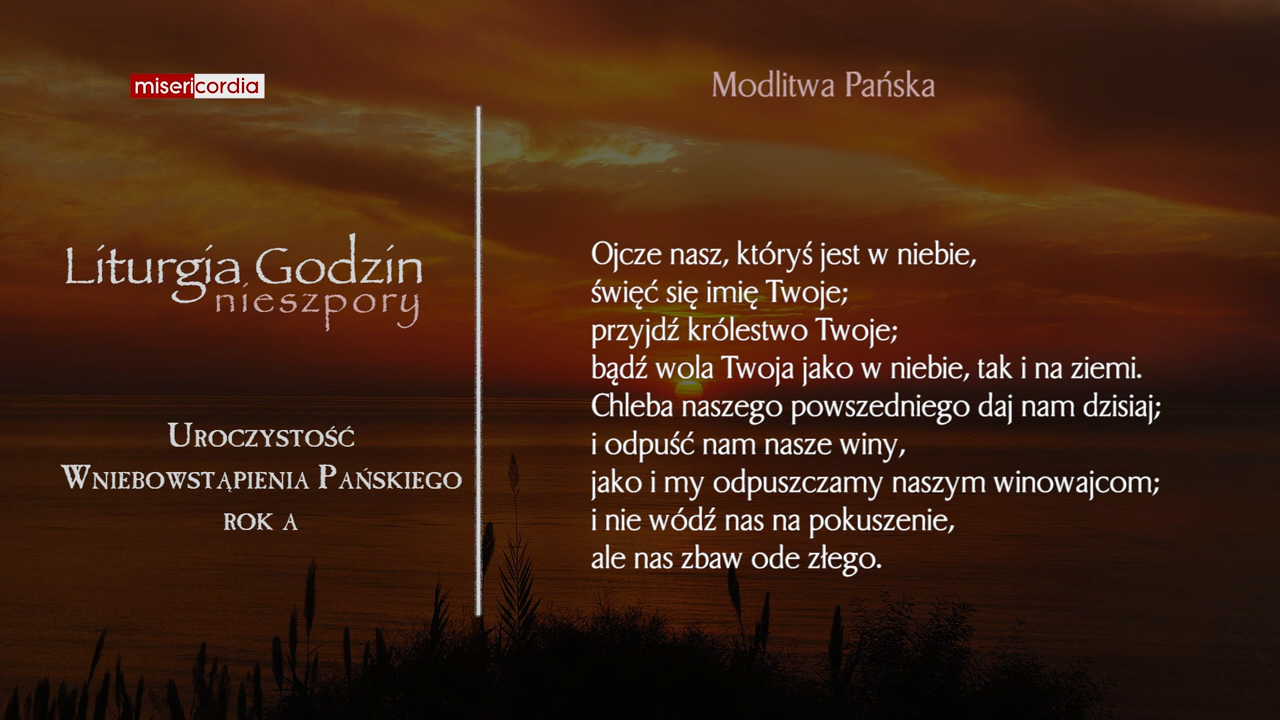 misericordia
Liturgia Godzin
nieszpory
Uroczystość
Wniebowstąpienia Pańskiego
rok a
Modlitwa Pańska
Ojcze nasz, któryś jest w niebie,
święć się imię Twoje;
przyjdź królestwo Twoje;
bądź wola Twoja jako w niebie, tak i na ziemi.
Chleba naszego powszedniego daj nam dzisiaj;
i odpuść nam nasze winy,
jako i my odpuszczamy naszym winowajcom;
i nie wódź nas na pokuszenie,
ale nas zbaw ode złego.